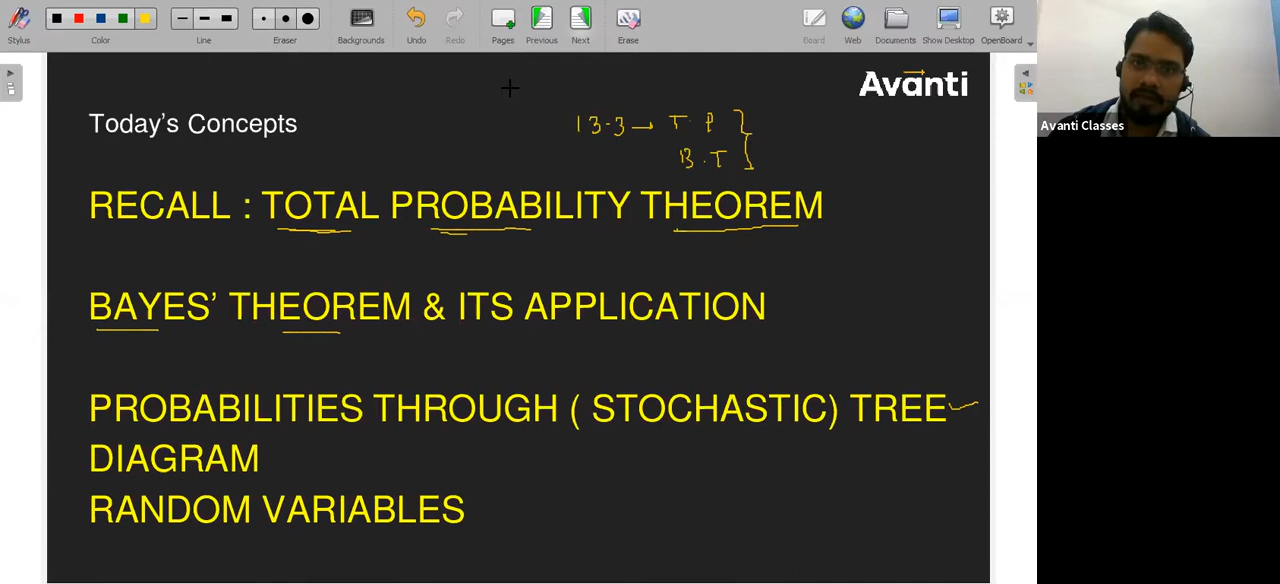 Stylus
Color
Line
Eraser
Backgrounds
Undo
Redo
Pages
Previous
Next
Erase
Board
Web
Documents
Show Desktop
OpenBoard
Avanti
Avanti Classes
Today's Concepts
13.3 → T. P
B.T
RECALL : TOTAL PROBABILITY THEOREM
BAYES' THEOREM & ITS APPLICATION
PROBABILITIES THROUGH ( STOCHASTIC) TREE
DIAGRAM
RANDOM VARIABLES